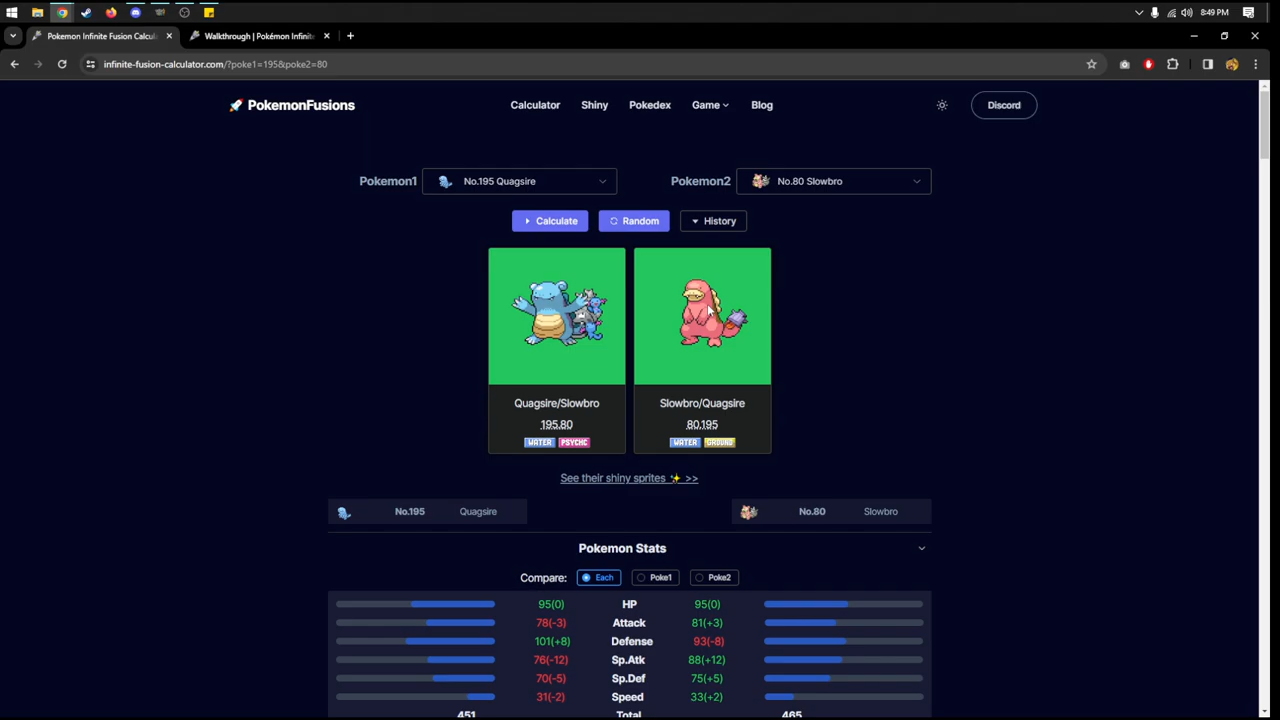 8:49 PM
Pokemon Infinite Fusion Calcul
Walkthrough | Pokémon Infinite
infinite-fusion-calculator.com/?poke1=195&poke2=80
PokemonFusions
Calculator
Shiny
Pokedex
Game
Blog
Discord
Pokemon1
No.195 Quagsire
Pokemon2
No.80 Slowbro
Calculate
Random
History
Quagsire/Slowbro
Slowbro/Quagsire
195.80
80.195
WATER PSYCHC
WATER GROUND
See their shiny sprites ✨ >>
No.195 Quagsire
No.80 Slowbro
Pokemon Stats
Compare: Each Poke1 Poke2
95(0) HP 95(0)
78(-3) Attack 81(+3)
101(+8) Defense 93(-8)
76(-12) Sp.Atk 88(+12)
70(-5) Sp.Def 75(+5)
31(-2) Speed 33(+2)
451 Total 465